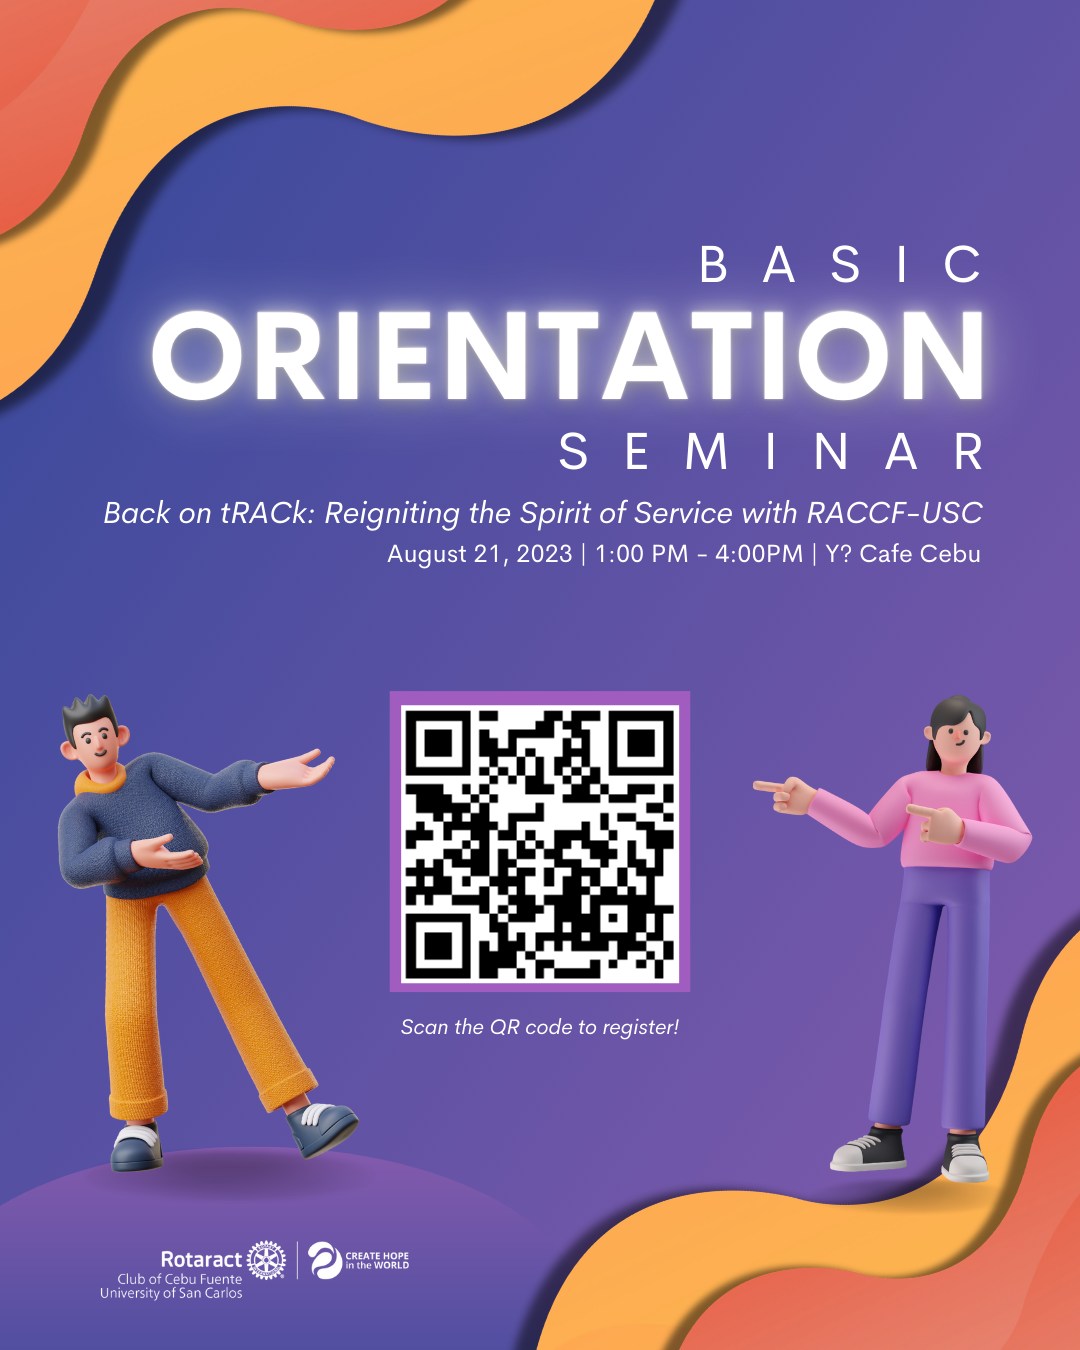 BASIC
ORIENTATION
SEMINAR
Back on tRACk: Reigniting the Spirit of Service with RACCF-USC
August 21, 2023 | 1:00 PM - 4:00PM | Y? Cafe Cebu
Scan the QR code to register!
Rotaract
Club of Cebu Fuente
University of San Carlos
CREATE HOPE
in the WORLD